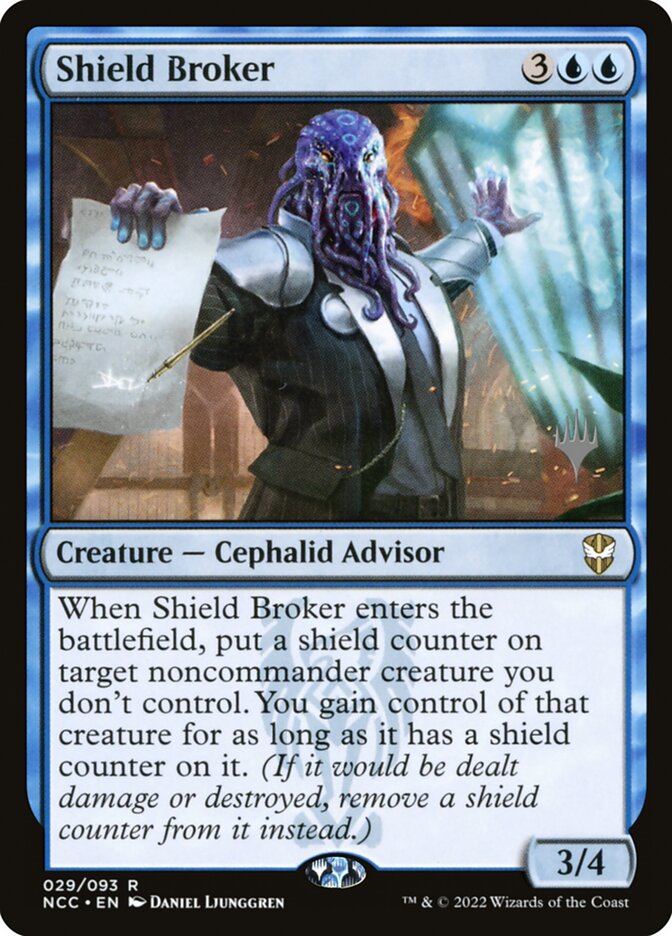 Shield Broker 3
Creature — Cephalid Advisor
When Shield Broker enters the
battlefield, put a shield counter on
target noncommander creature you
don't control. You gain control of that
creature for as long as it has a shield
counter on it. (If it would be dealt
damage or destroyed, remove a shield
counter from it instead.)
3/4
029/093 R
NCC • EN Daniel Ljunggren
™ & © 2022 Wizards of the Coast